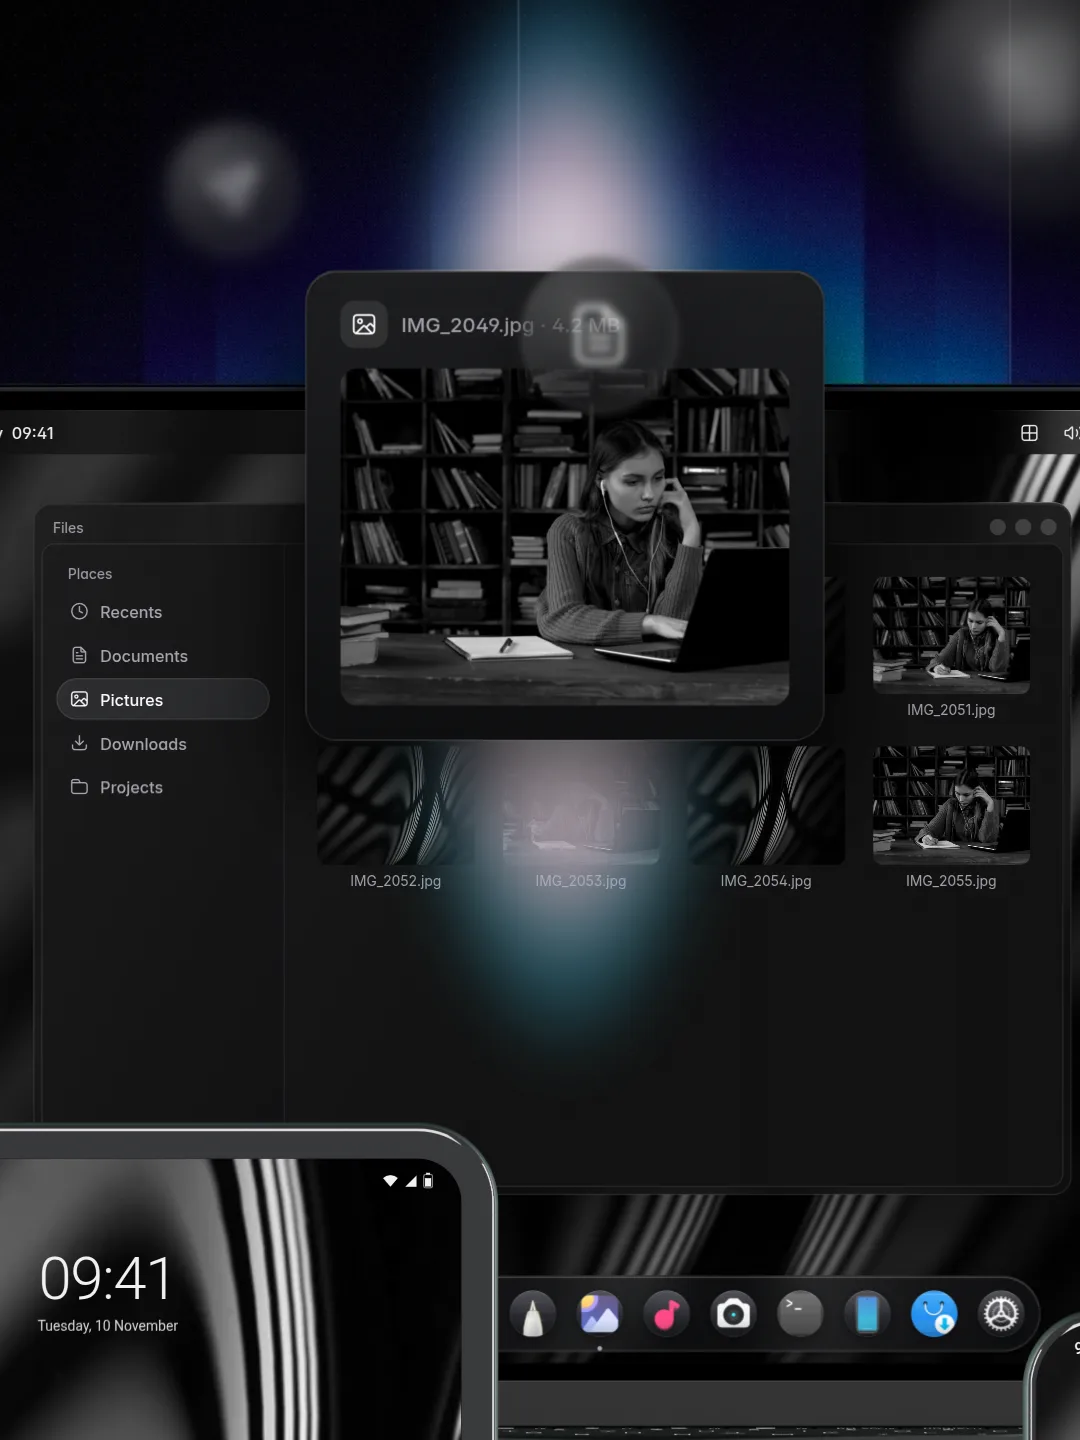 IMG_2049.jpg · 4.2 MB
09:41
Files
Places
Recents
Documents
Pictures
Downloads
Projects
IMG_2051.jpg
IMG_2052.jpg
IMG_2053.jpg
IMG_2054.jpg
IMG_2055.jpg
09:41
Tuesday, 10 November